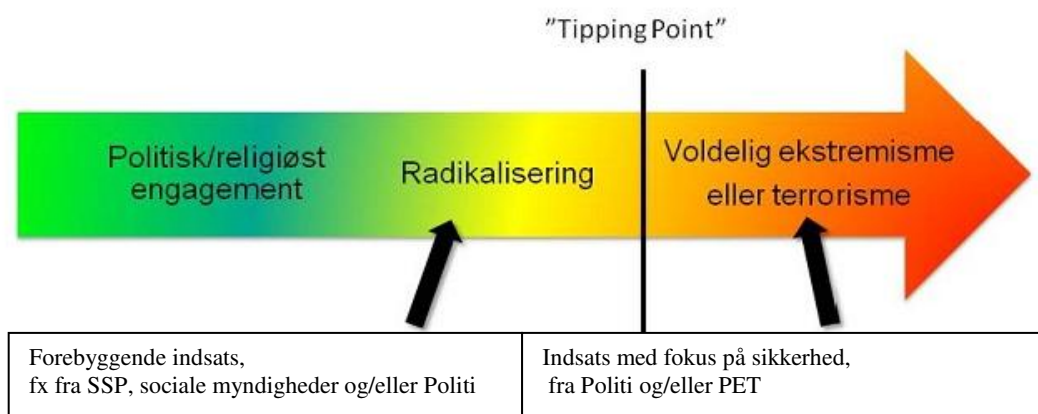 "Tipping Point"
Politisk/religiøst
engagement
Radikalisering
Voldelig ekstremisme
eller terrorisme
Forebyggende indsats,
fx fra SSP, sociale myndigheder og/eller Politi
Indsats med fokus på sikkerhed,
fra Politi og/eller PET